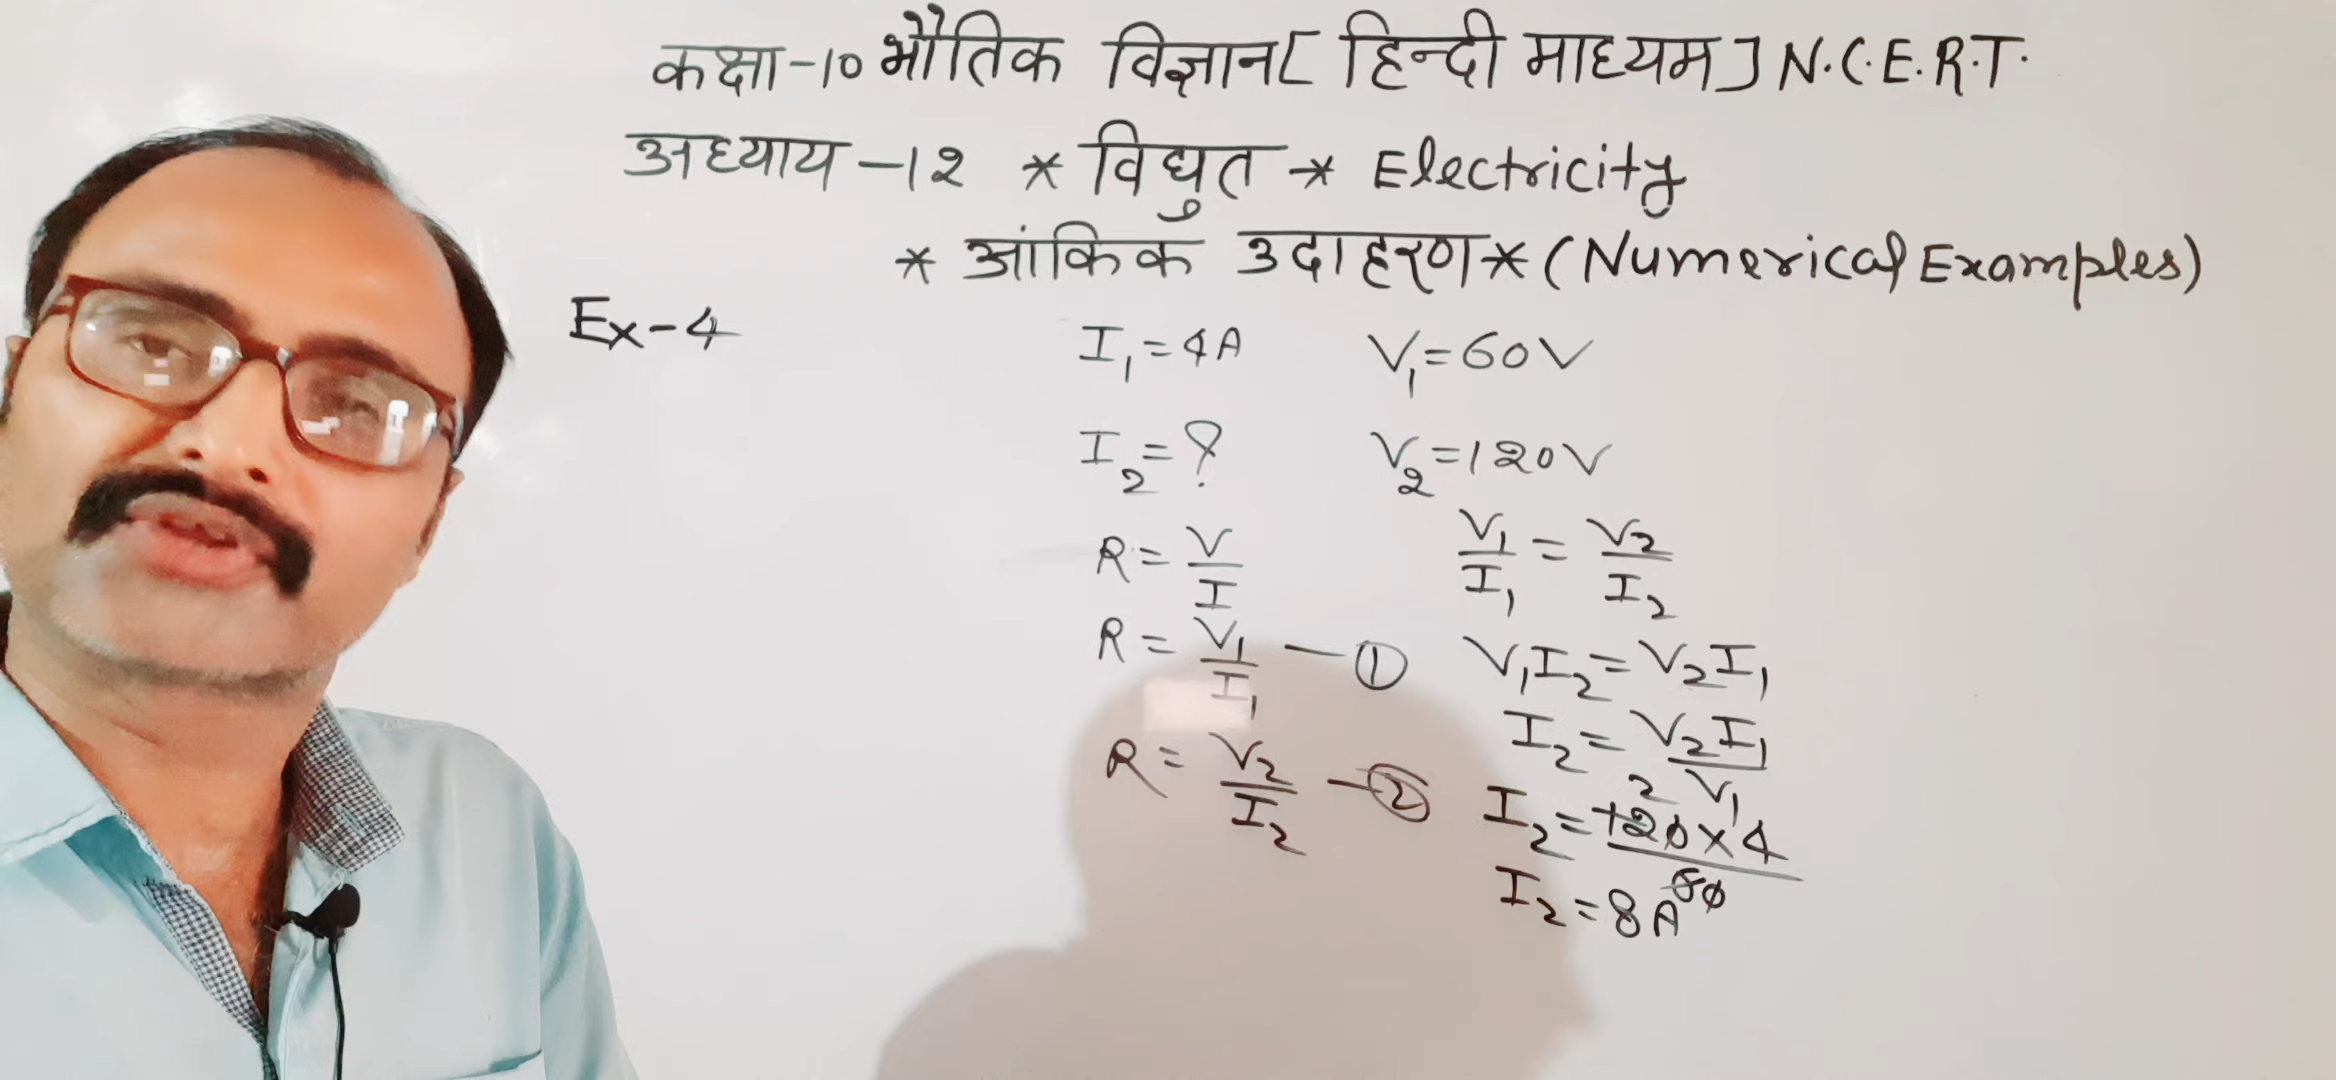 कक्षा-10 भौतिक विज्ञान [ हिन्दी माध्यम ] N.C.E.R.T.
अध्याय -12 * विद्युत * Electricity
* आंकिक उदाहरण * (Numerical Examples)
Ex-4
I₁ = 4A V₁ = 60V
I₂ = ? V₂ = 120V
R = V/I
R = V₁/I₁ — ①
R = V₂/I₂ — ②
V₁/I₁ = V₂/I₂
V₁I₂ = V₂I₁
I₂ = V₂I₁/V₁
2
I₂ = 120 × 4/60
I₂ = 8A